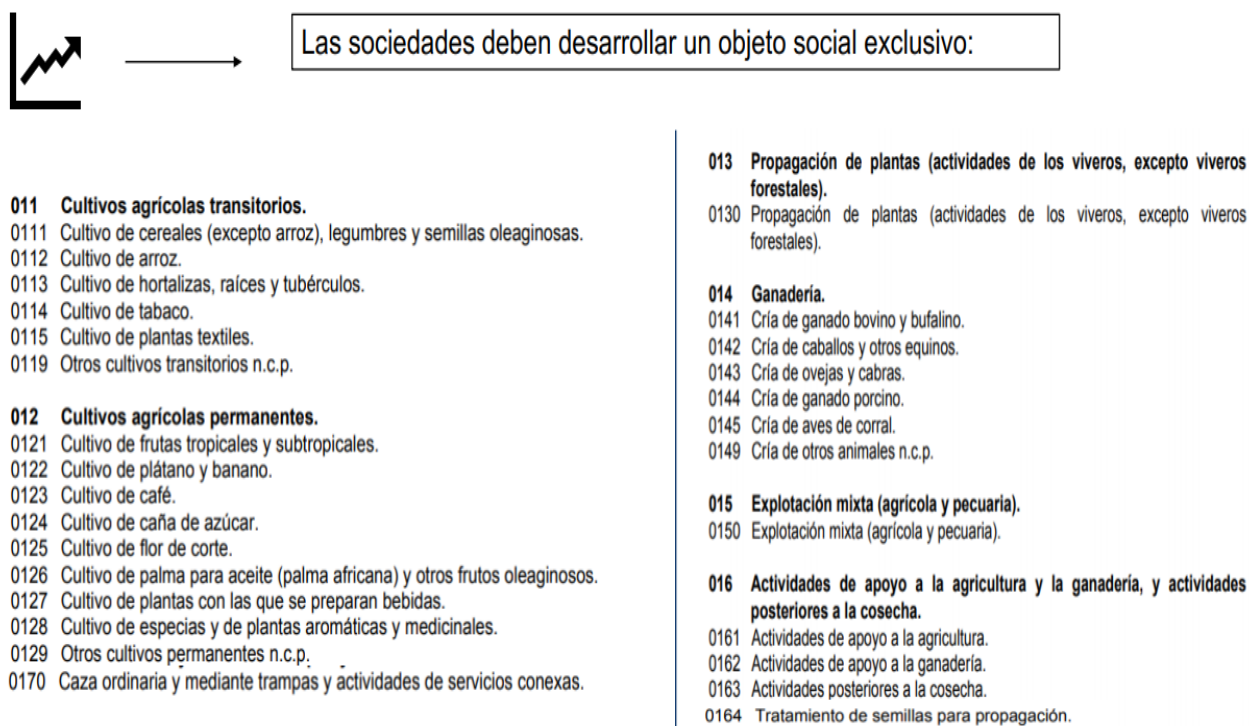 Las sociedades deben desarrollar un objeto social exclusivo:
011 Cultivos agrícolas transitorios.
0111 Cultivo de cereales (excepto arroz), legumbres y semillas oleaginosas.
0112 Cultivo de arroz.
0113 Cultivo de hortalizas, raíces y tubérculos.
0114 Cultivo de tabaco.
0115 Cultivo de plantas textiles.
0119 Otros cultivos transitorios n.c.p.
012 Cultivos agrícolas permanentes.
0121 Cultivo de frutas tropicales y subtropicales.
0122 Cultivo de plátano y banano.
0123 Cultivo de café.
0124 Cultivo de caña de azúcar.
0125 Cultivo de flor de corte.
0126 Cultivo de palma para aceite (palma africana) y otros frutos oleaginosos.
0127 Cultivo de plantas con las que se preparan bebidas.
0128 Cultivo de especias y de plantas aromáticas y medicinales.
0129 Otros cultivos permanentes n.c.p.
0170 Caza ordinaria y mediante trampas y actividades de servicios conexas.
013 Propagación de plantas (actividades de los viveros, excepto viveros
forestales).
0130 Propagación de plantas (actividades de los viveros, excepto viveros
forestales).
014 Ganadería.
0141 Cría de ganado bovino y bufalino.
0142 Cría de caballos y otros equinos.
0143 Cría de ovejas y cabras.
0144 Cría de ganado porcino.
0145 Cría de aves de corral.
0149 Cría de otros animales n.c.p.
015 Explotación mixta (agrícola y pecuaria).
0150 Explotación mixta (agrícola y pecuaria).
016 Actividades de apoyo a la agricultura y la ganadería, y actividades
posteriores a la cosecha.
0161 Actividades de apoyo a la agricultura.
0162 Actividades de apoyo a la ganadería.
0163 Actividades posteriores a la cosecha.
0164 Tratamiento de semillas para propagación.